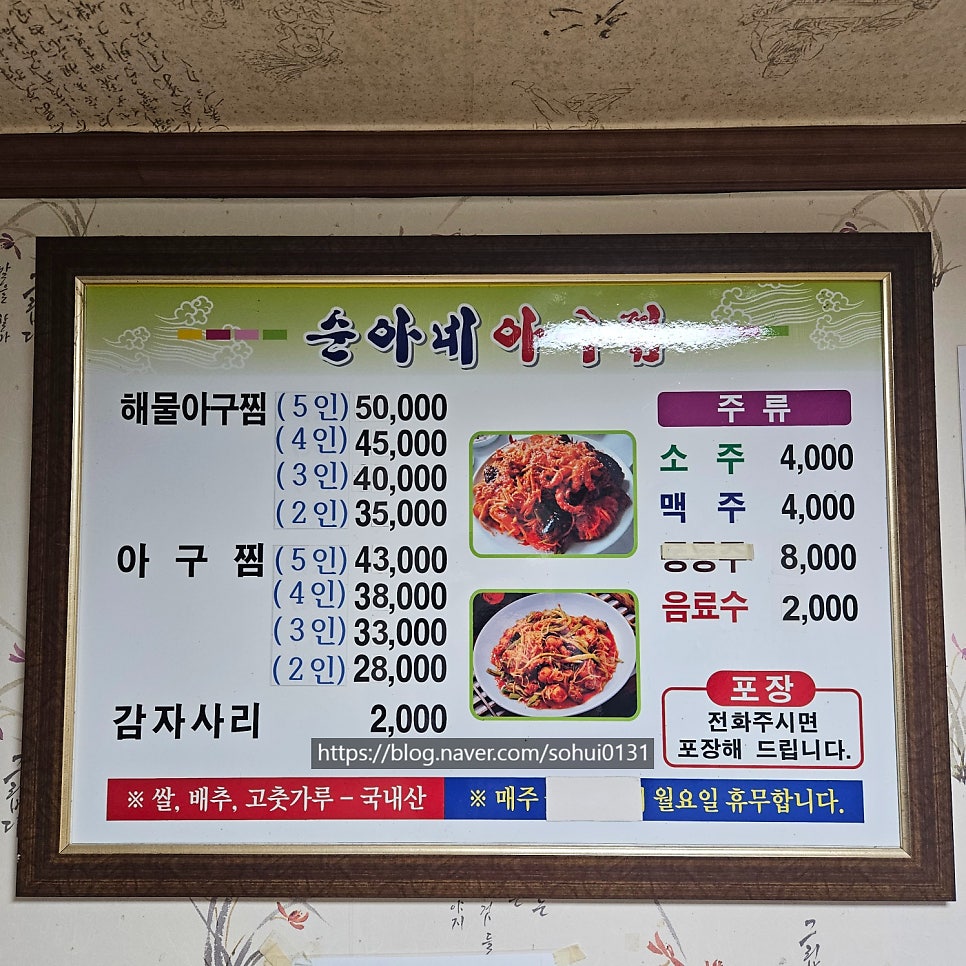 순아네 아구찜
해물아구찜 (5인) 50,000
(4인) 45,000
(3인) 40,000
(2인) 35,000
아구찜 (5인) 43,000
(4인) 38,000
(3인) 33,000
(2인) 28,000
감자사리 2,000
주류
소주 4,000
맥주 4,000
8,000
음료수 2,000
포장
전화주시면
포장해 드립니다.
https://blog.naver.com/sohui0131
※ 쌀, 배추, 고춧가루 - 국내산
※ 매주 월요일 휴무합니다.